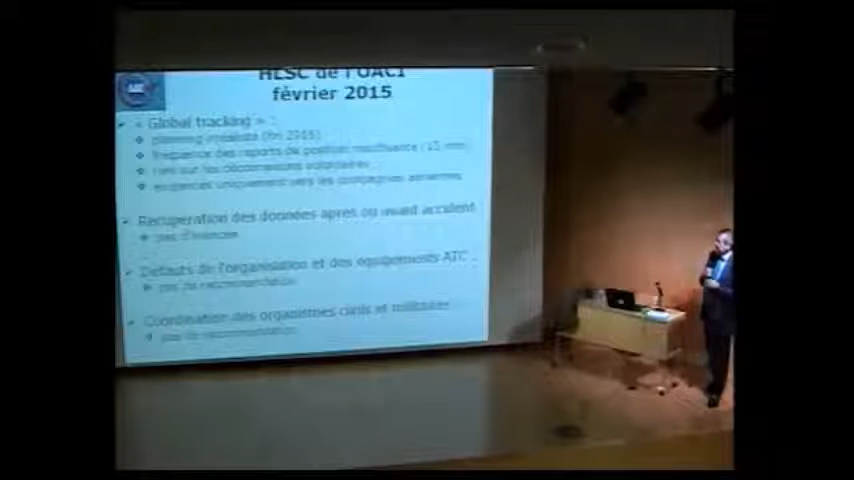 HLSC de l'OACI
février 2015
« Global tracking » :
planning irréaliste (fin 2015)
fréquence des reports de position insuffisante (15 mn)
rien sur les déconnexions volontaires
exigences uniquement vers les compagnies aériennes
Récupération des données après ou avant accident
pas d'avancée
Défauts de l'organisation et des équipements ATC :
pas de recommandation
Coordination des organismes civils et militaires
pas de recommandation